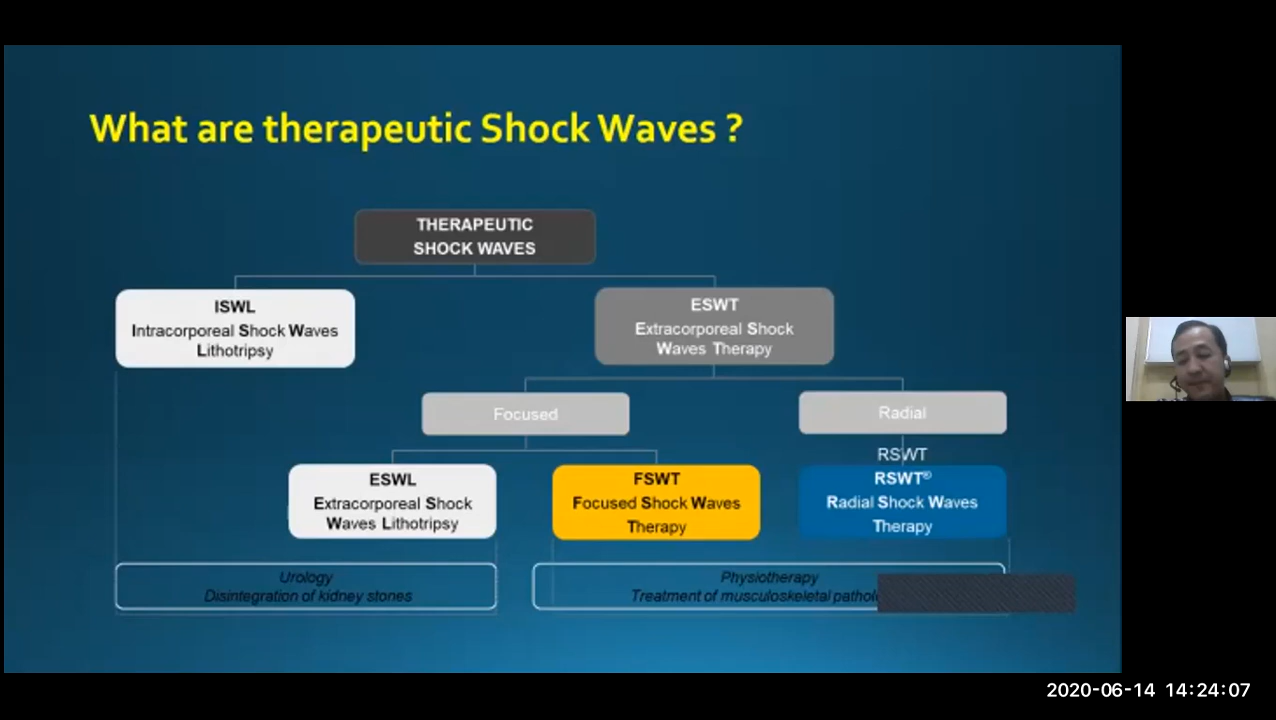 What are therapeutic Shock Waves ?
THERAPEUTIC
SHOCK WAVES
ISWL
Intracorporeal Shock Waves
Lithotripsy
ESWT
Extracorporeal Shock
Waves Therapy
Focused
Radial
RSWT
ESWL
Extracorporeal Shock
Waves Lithotripsy
FSWT
Focused Shock Waves
Therapy
RSWT®
Radial Shock Waves
Therapy
Urology
Disintegration of kidney stones
Physiotherapy
Treatment of musculoskeletal
2020-06-14 14:24:07